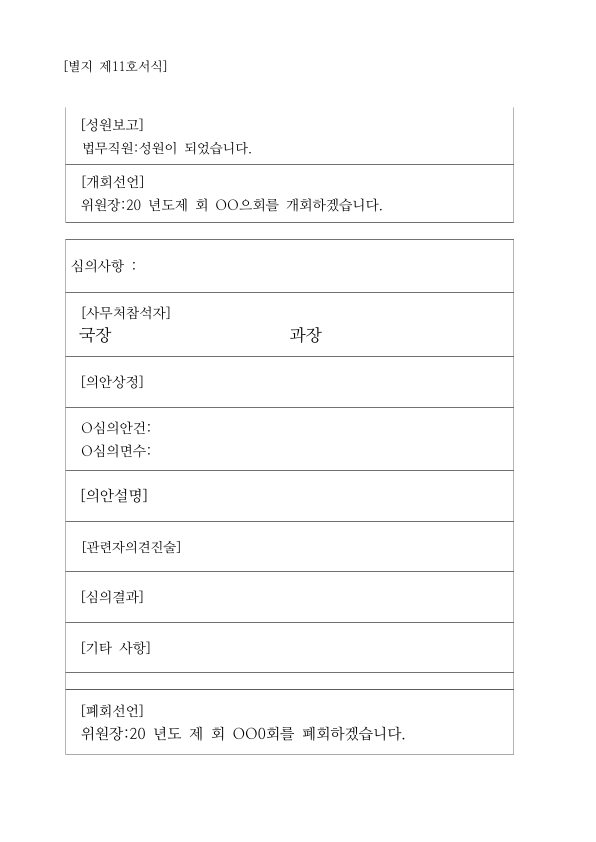 [별지 제11호서식]
[성원보고]
법무직원:성원이 되었습니다.
[개회선언]
위원장:20 년도제 회 OO으회를 개회하겠습니다.
심의사항 :
[사무처참석자]
국장 과장
[의안상정]
O심의안건:
O심의면수:
[의안설명]
[관련자의견진술]
[심의결과]
[기타 사항]
[폐회선언]
위원장:20 년도 제 회 OO0회를 폐회하겠습니다.